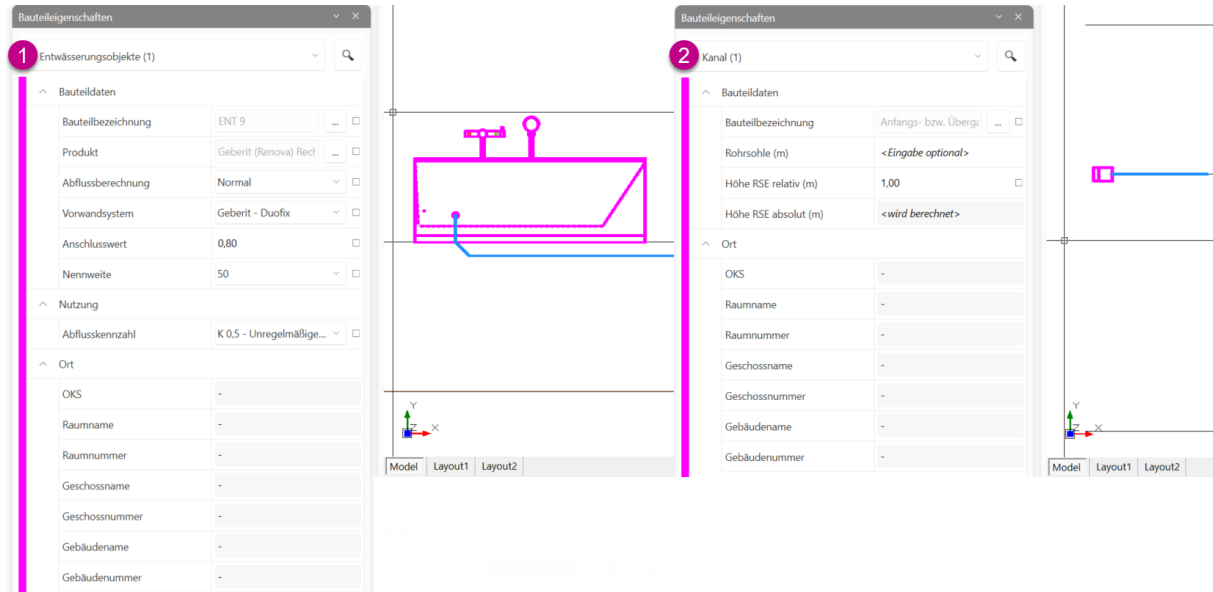 Bauteileigenschaften
1
Entwässerungsobjekte (1)
Bauteildaten
Bauteilbezeichnung ENT 9 ...
Produkt Geberit (Renova) Rech ...
Abflussberechnung Normal
Vorwandsystem Geberit - Duofix
Anschlusswert 0,80
Nennweite 50
Nutzung
Abflusskennzahl K 0,5 - Unregelmäßige...
Ort
OKS -
Raumname -
Raumnummer -
Geschossname -
Geschossnummer -
Gebäudename -
Gebäudenummer -
Y
Z X
Model Layout1 Layout2
Bauteileigenschaften
2
Kanal (1)
Bauteildaten
Bauteilbezeichnung Anfangs- bzw. Überga ...
Rohrsohle (m) <Eingabe optional>
Höhe RSE relativ (m) 1,00
Höhe RSE absolut (m) <wird berechnet>
Ort
OKS -
Raumname -
Raumnummer -
Geschossname -
Geschossnummer -
Gebäudename -
Gebäudenummer -
Y
Z X
Model Layout1 Layout2